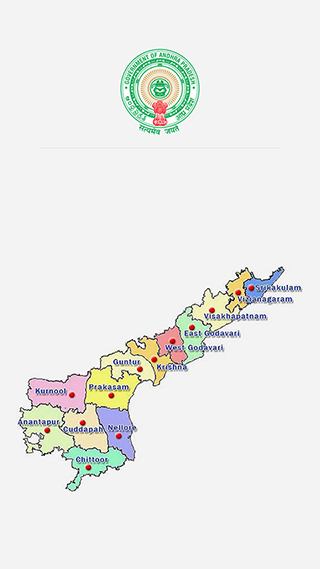 GOVERNMENT OF ANDHRA PRADESH
सत्यमेव जयते
Srikakulam
Vizianagaram
Visakhapatnam
East Godavari
West Godavari
Guntur
Krishna
Kurnool
Prakasam
Anantapur
Cuddapah
Nellore
Chittoor